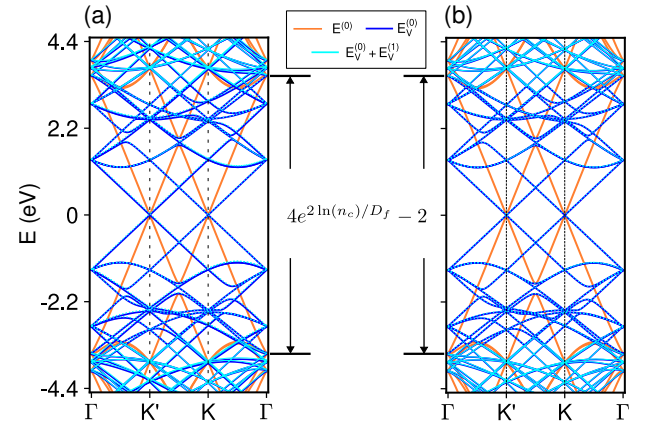 (a)
(b)
E^(0) E_V^(0)
E_V^(0) + E_V^(1)
E (eV)
4.4
2.2
0
-2.2
-4.4
4e^{2 ln(n_c)/D_f} − 2
Γ K' K Γ
Γ K' K Γ